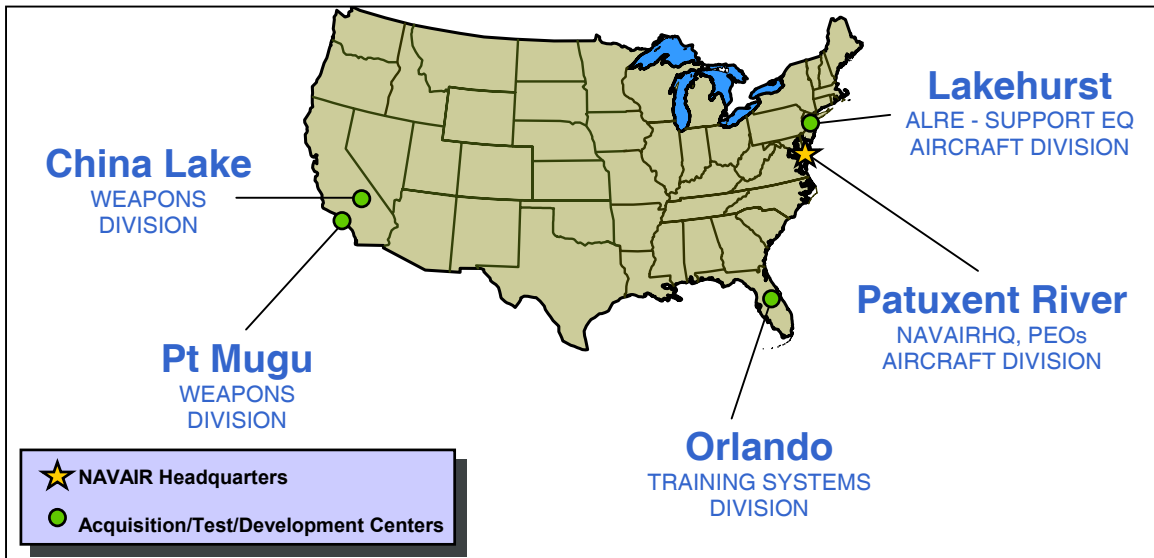 Lakehurst
ALRE - SUPPORT EQ
AIRCRAFT DIVISION
China Lake
WEAPONS
DIVISION
Patuxent River
NAVAIRHQ, PEOs
AIRCRAFT DIVISION
Pt Mugu
WEAPONS
DIVISION
Orlando
TRAINING SYSTEMS
DIVISION
NAVAIR Headquarters
Acquisition/Test/Development Centers